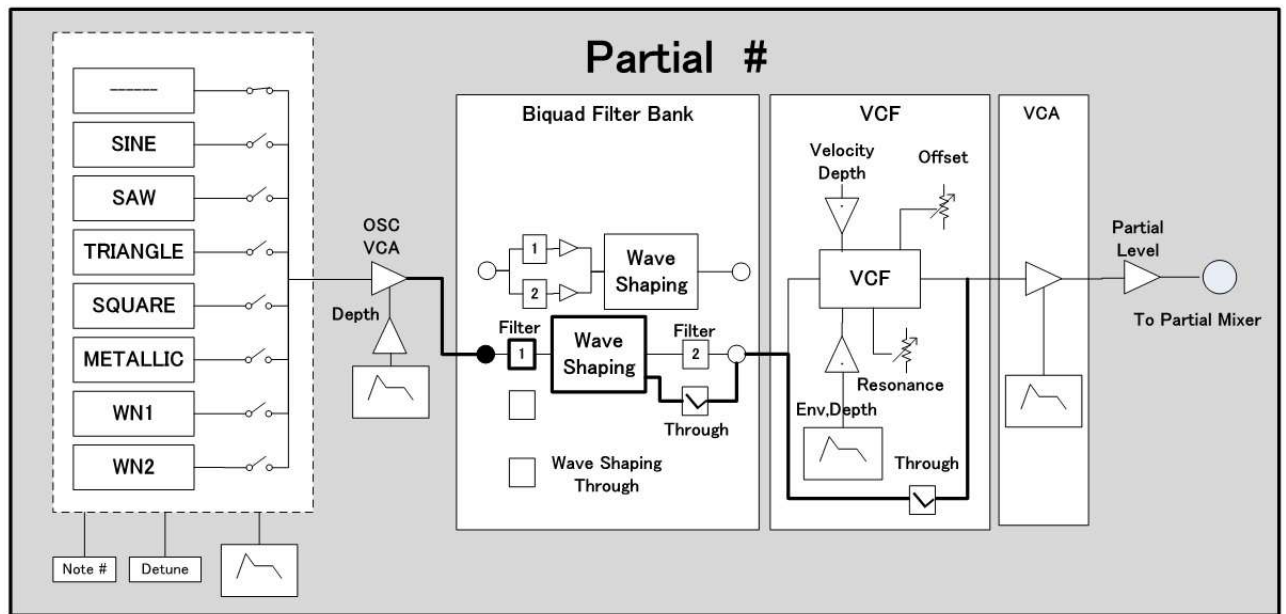 Partial #
------
SINE
SAW
TRIANGLE
SQUARE
METALLIC
WN1
WN2
Note #
Detune
OSC
VCA
Depth
Biquad Filter Bank
1
2
Wave
Shaping
Filter
1
Wave
Shaping
Filter
2
Through
Wave Shaping
Through
VCF
Velocity
Depth
Offset
VCF
Resonance
Env,Depth
Through
VCA
Partial
Level
To Partial Mixer